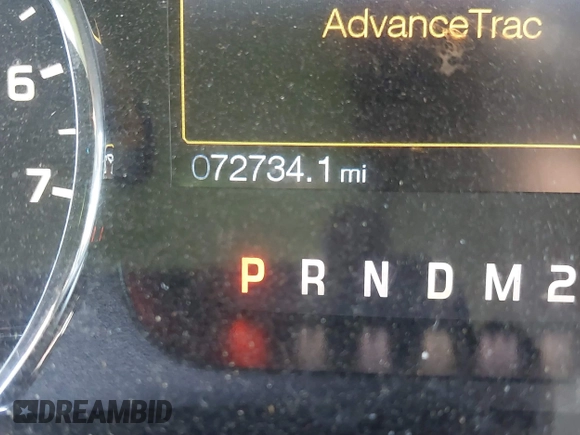 AdvanceTrac
6
7
072734.1 mi
P R N D M 2
DREAMBID